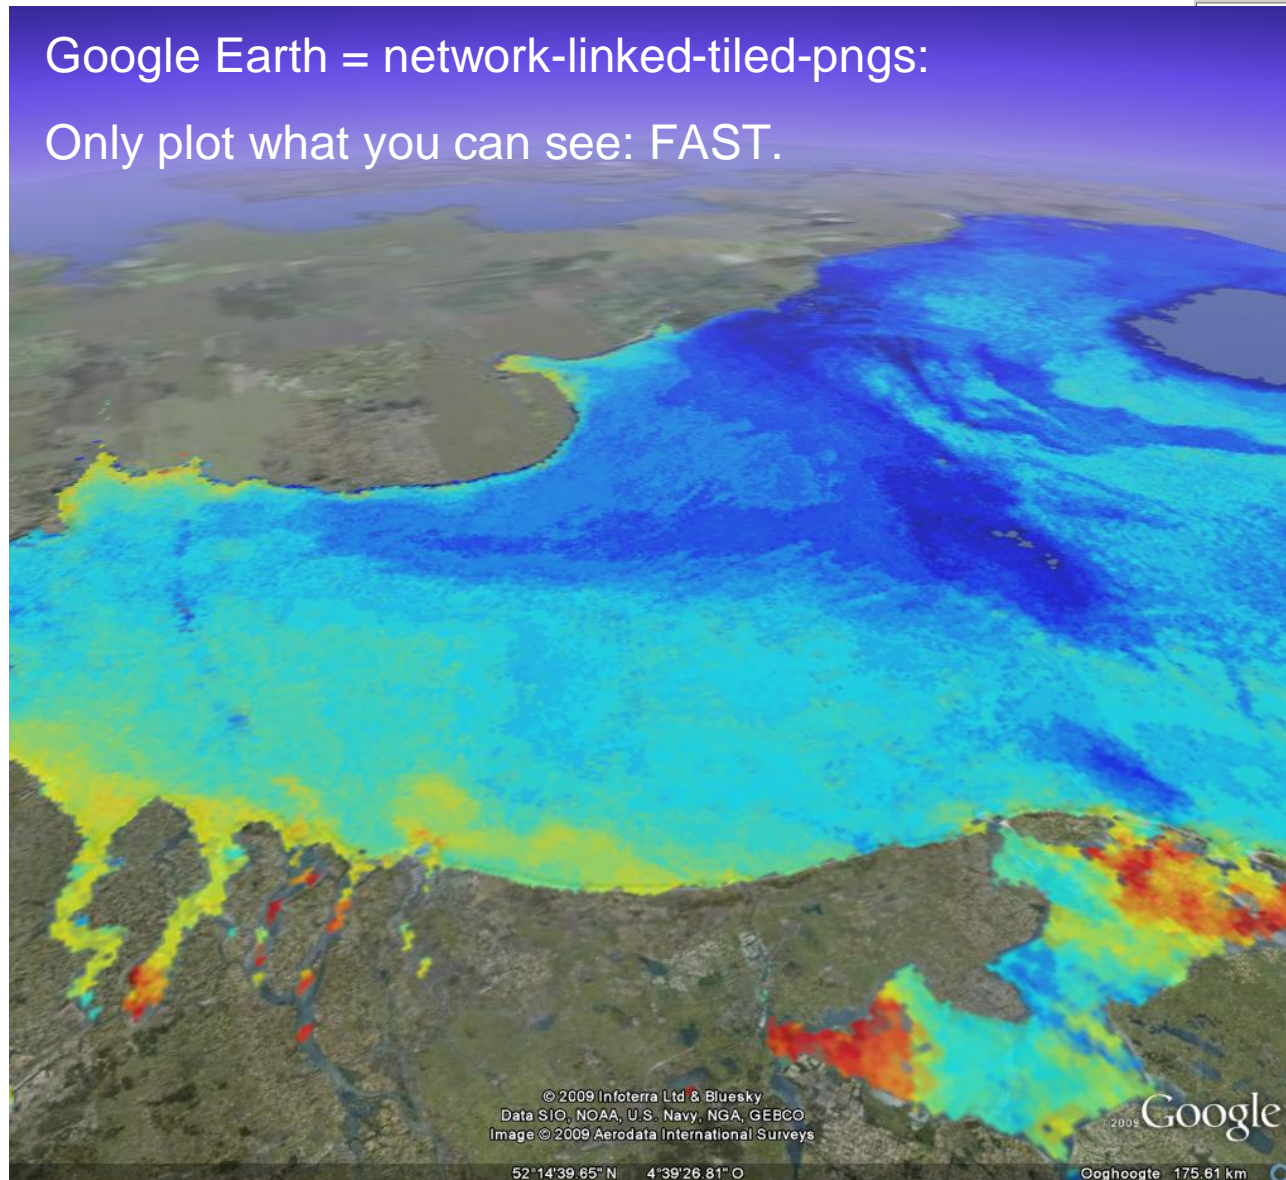 Google Earth = network-linked-tiled-pngs:
Only plot what you can see: FAST.
© 2009 Infoterra Ltd & Bluesky
Data SIO, NOAA, U.S. Navy, NGA, GEBCO
Image © 2009 Aerodata International Surveys
©2009 Google
52°14'39.65" N 4°39'26.81" O
Ooghoogte 175.61 km